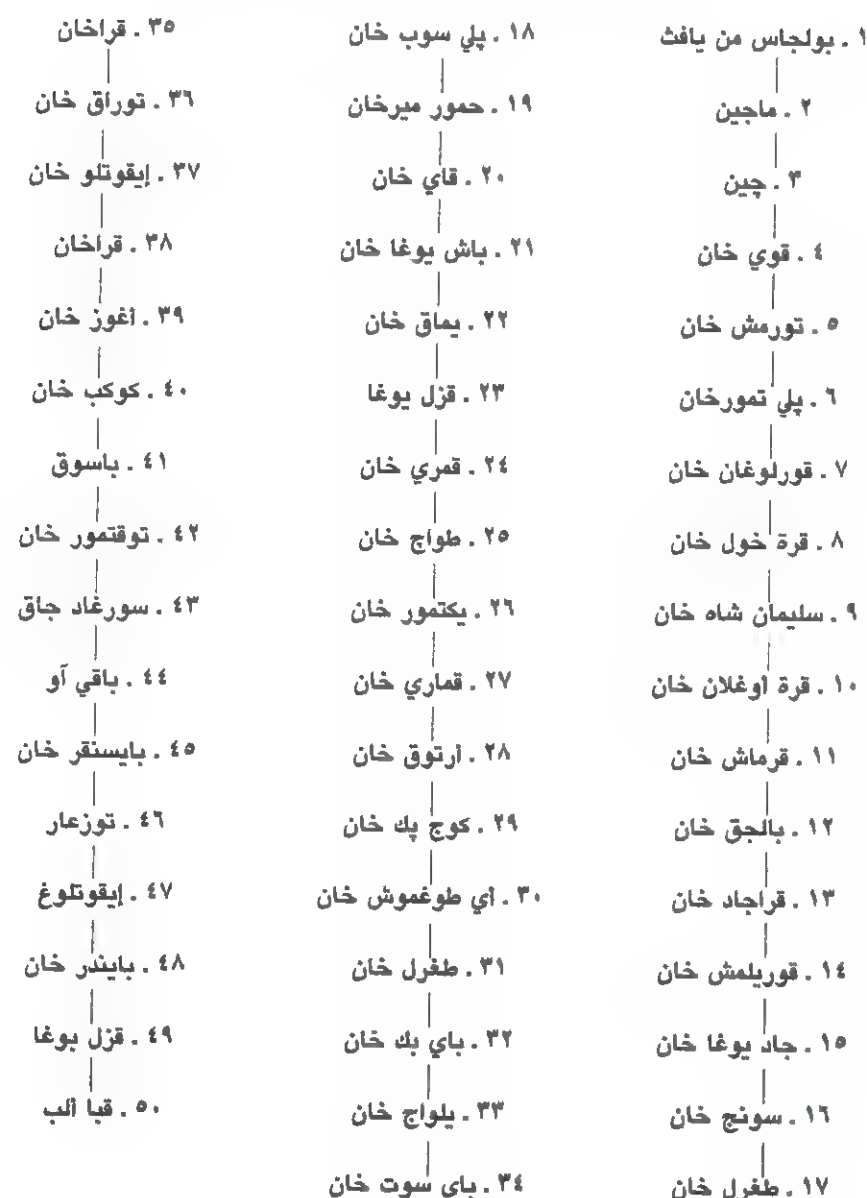 ١ . بولجاس من يافث
٢ . ماجين
٣ . چين
٤ . قوي خان
٥ . تورمش خان
٦ . پلي تمورخان
٧ . قورلوغان خان
٨ . قرة خول خان
٩ . سليمان شاه خان
١٠ . قرة أوغلان خان
١١ . قرماش خان
١٢ . بالجق خان
١٣ . قراجاد خان
١٤ . قوريلمش خان
١٥ . جاد يوغا خان
١٦ . سونج خان
١٧ . طغرل خان
١٨ . پلي سوب خان
١٩ . حمور ميرخان
٢٠ . قاي خان
٢١ . باش يوغا خان
٢٢ . يماق خان
٢٣ . قزل يوغا
٢٤ . قمري خان
٢٥ . طواج خان
٢٦ . يكتمور خان
٢٧ . قماري خان
٢٨ . أرتوق خان
٢٩ . كوج پك خان
٣٠ . أي طوغموش خان
٣١ . طغرل خان
٣٢ . باي بك خان
٣٣ . يلواج خان
٣٤ . باي سوت خان
٣٥ . قراخان
٣٦ . توراق خان
٣٧ . إيقوتلو خان
٣٨ . قراخان
٣٩ . أغوز خان
٤٠ . كوكب خان
٤١ . باسوق
٤٢ . توقتمور خان
٤٣ . سورغاد جاق
٤٤ . باقي آو
٤٥ . بايسنقر خان
٤٦ . توزعار
٤٧ . إيقوتلوغ
٤٨ . بايندر خان
٤٩ . قزل بوغا
٥٠ . قبا ألب